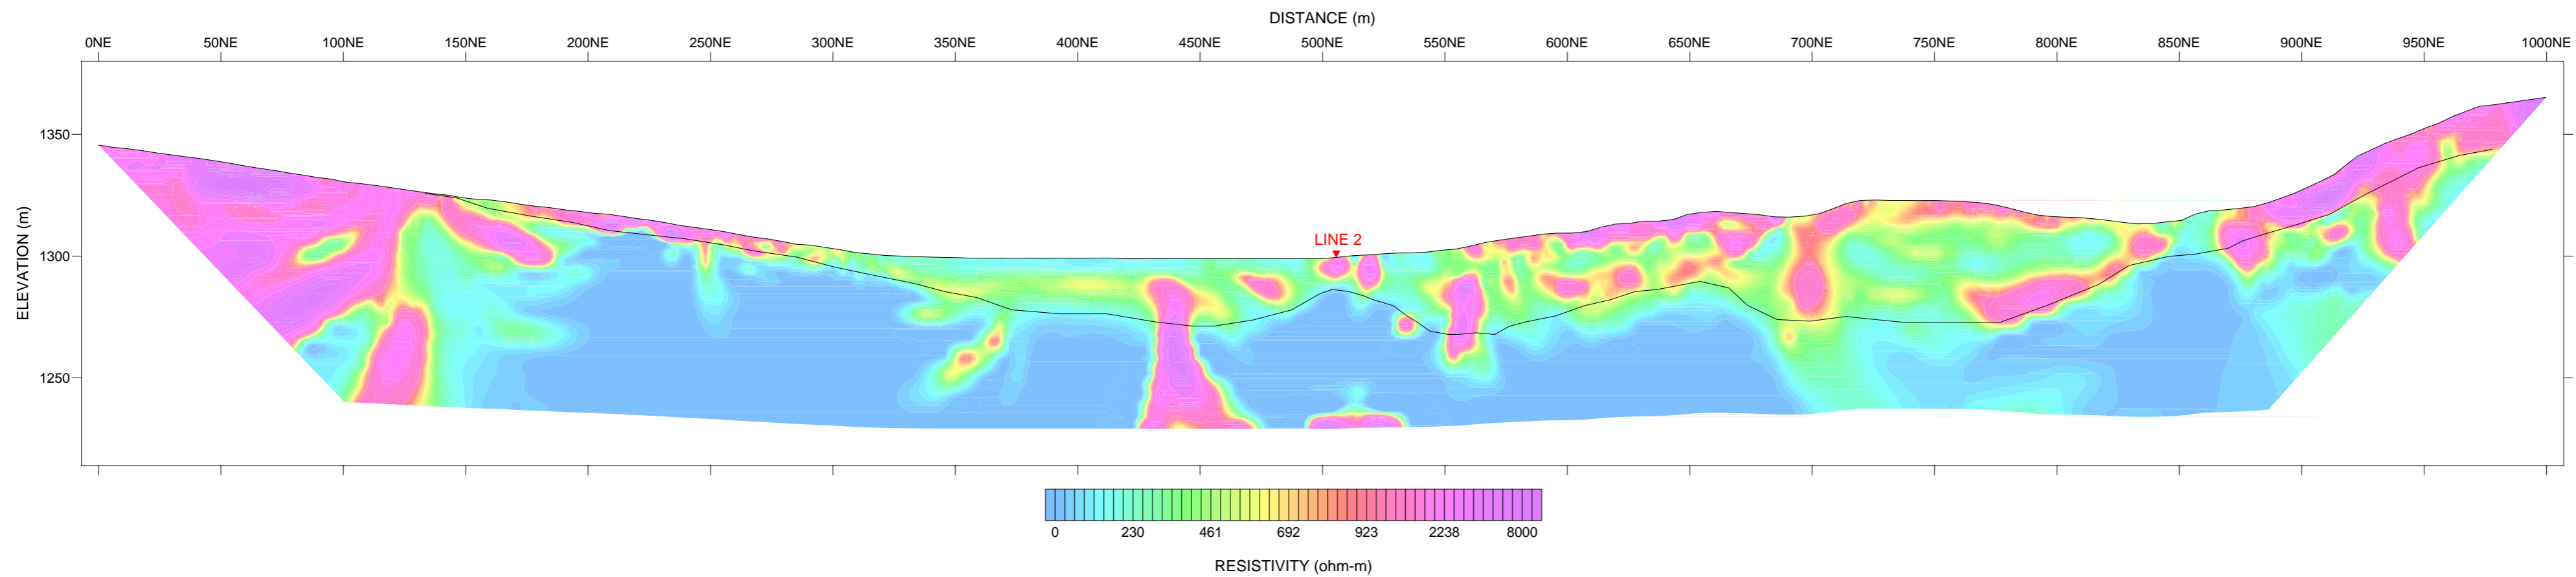 DISTANCE (m)
0NE 50NE 100NE 150NE 200NE 250NE 300NE 350NE 400NE 450NE 500NE 550NE 600NE 650NE 700NE 750NE 800NE 850NE 900NE 950NE 1000NE
ELEVATION (m)
1350
1300
1250
LINE 2
0 230 461 692 923 2238 8000
RESISTIVITY (ohm-m)